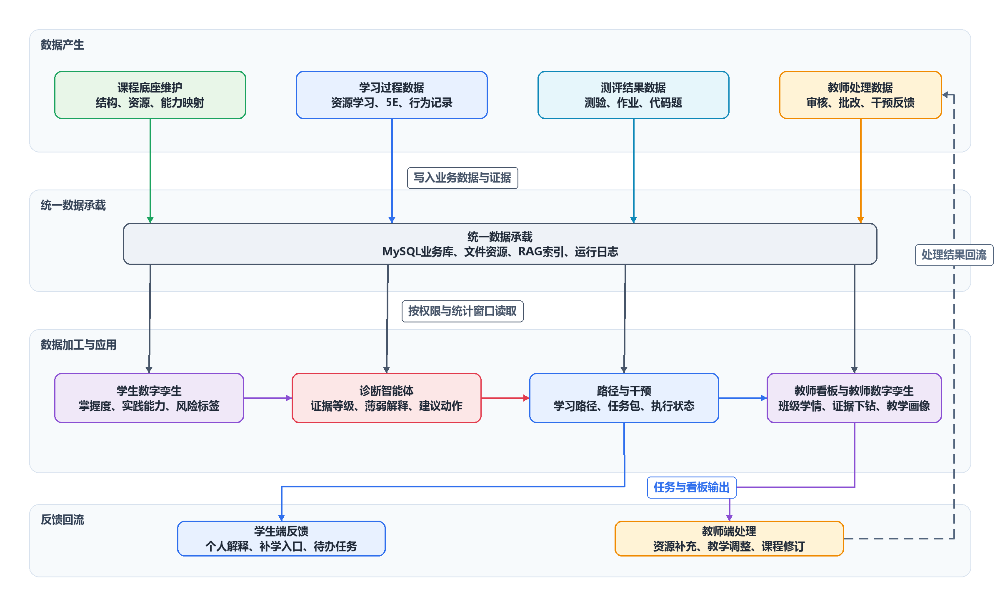 数据产生
课程底座维护
结构、资源、能力映射
学习过程数据
资源学习、5E、行为记录
测评结果数据
测验、作业、代码题
教师处理数据
审核、批改、干预反馈
写入业务数据与证据
统一数据承载
统一数据承载
MySQL业务库、文件资源、RAG索引、运行日志
处理结果回流
按权限与统计窗口读取
数据加工与应用
学生数字孪生
掌握度、实践能力、风险标签
诊断智能体
证据等级、薄弱解释、建议动作
路径与干预
学习路径、任务包、执行状态
教师看板与教师数字孪生
班级学情、证据下钻、教学画像
任务与看板输出
反馈回流
学生端反馈
个人解释、补学入口、待办任务
教师端处理
资源补充、教学调整、课程修订